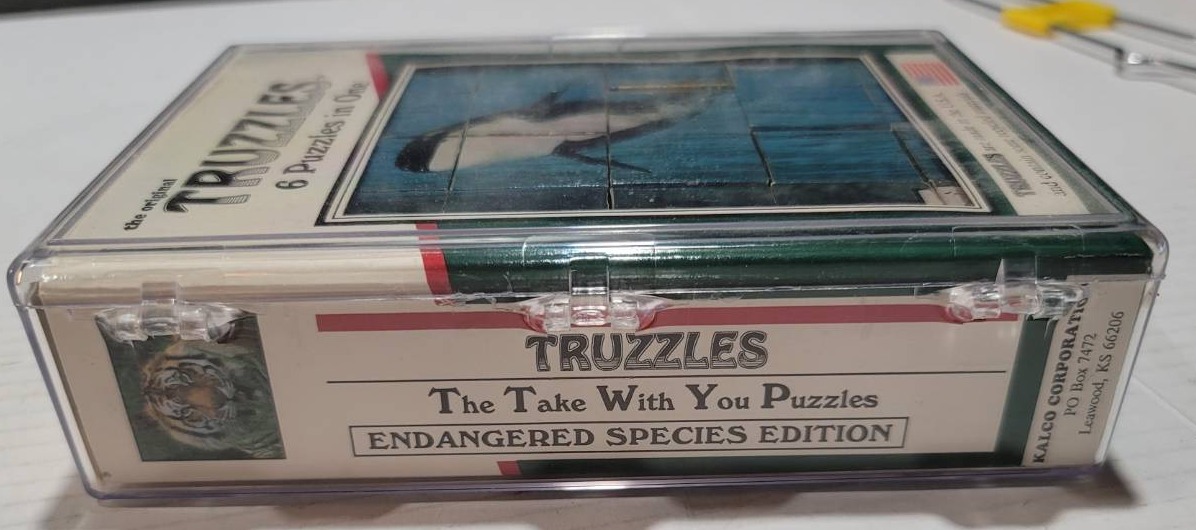 the original
TRUZZLES
6 Puzzles in One
TRUZZLES
The Take With You Puzzles
ENDANGERED SPECIES EDITION
KALCO CORPORATIO
PO Box 7472
Leawood, KS 66206